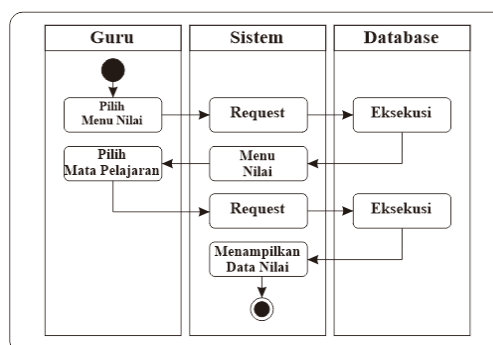 Guru
Sistem
Database
Pilih
Menu Nilai
Request
Eksekusi
Menu
Nilai
Pilih
Mata Pelajaran
Request
Eksekusi
Menampilkan
Data Nilai